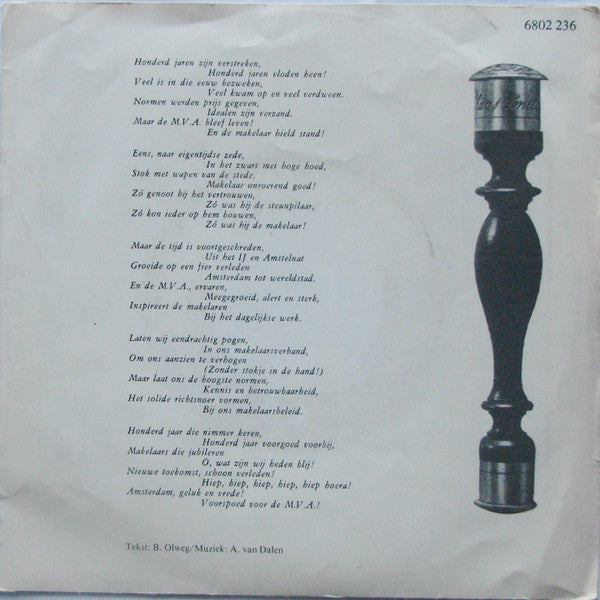 6802 236
Honderd jaren zijn verstreken,
Honderd jaren vloden heen!
Veel is in die eeuw bezweken,
Veel kwam op en veel verdween.
Normen werden prijs gegeven,
Idealen zijn verzand.
Maar de M.V.A. bleef leven!
En de makelaar hield stand!
Eens, naar eigentijdse zede,
In het zwart met hoge hoed,
Stok met wapen van de stede,
Makelaar onroerend goed!
Zó genoot hij het vertrouwen,
Zó was hij de steunpilaar,
Zó kon ieder op hem bouwen,
Zó was hij de makelaar!
Maar de tijd is voortgeschreden,
Uit het IJ en Amstelnat
Groeide op een fier verleden
Amsterdam tot wereldstad.
En de M.V.A., ervaren,
Meegegroeid, alert en sterk,
Inspireert de makelaren
Bij het dagelijkse werk.
Laten wij eendrachtig pogen,
In ons makelaarsverband,
Om ons aanzien te verhogen
(Zonder stokje in de hand!)
Maar laat ons de hoogste normen,
Kennis en betrouwbaarheid,
Het solide richtsnoer vormen,
Bij ons makelaarsbeleid.
Honderd jaar die nimmer keren,
Honderd jaar voorgoed voorbij,
Makelaars die jubileren
O, wat zijn wij heden blij!
Nieuwe toekomst, schoon verleden!
Hiep, hiep, hiep, hiep, hiep hoera!
Amsterdam, geluk en vrede!
Voorspoed voor de M.V.A.!
Tekst: B. Olweg/Muziek: A. van Dalen